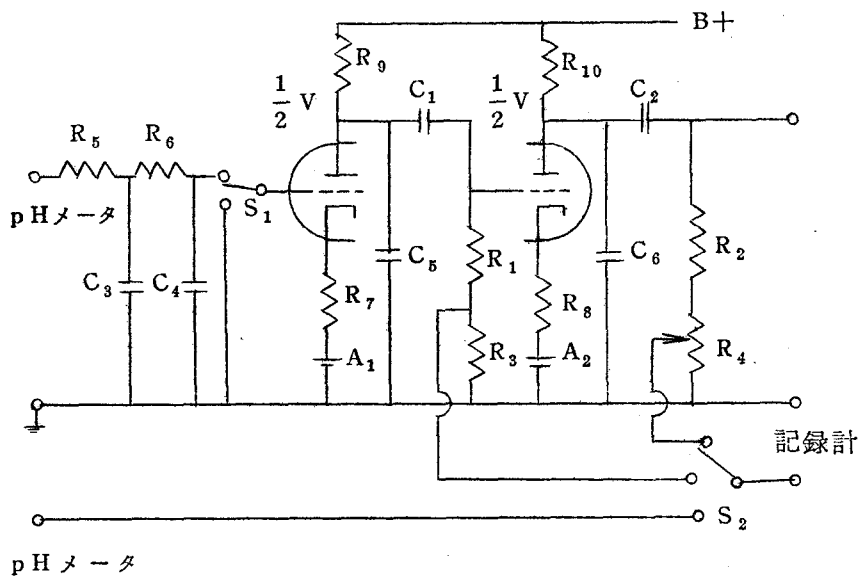 B+
R₉
R₁₀
1/2 V
C₁
1/2 V
C₂
R₅
R₆
S₁
pHメータ
C₃
C₄
C₅
R₁
C₆
R₂
R₇
R₈
R₃
R₄
A₁
A₂
記録計
S₂
pHメータ